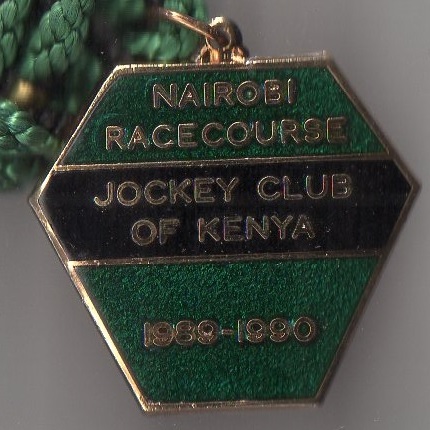 NAIROBI
RACECOURSE
JOCKEY CLUB
OF KENYA
1989-1990